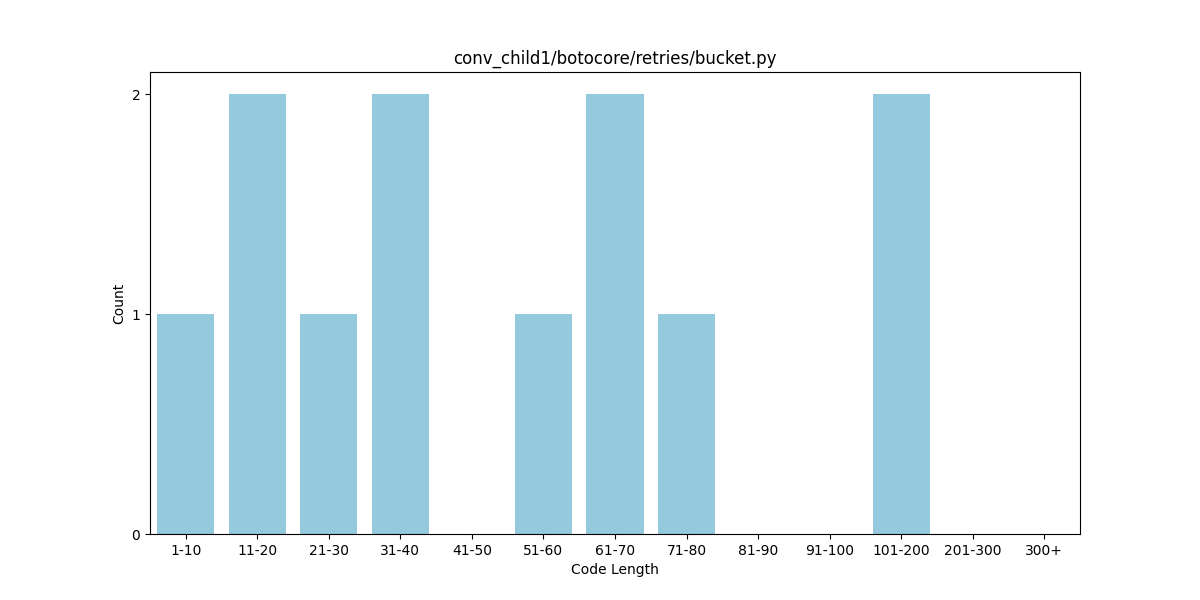 conv_child1/botocore/retries/bucket.py
2
1
0
Count
1-10 11-20 21-30 31-40 41-50 51-60 61-70 71-80 81-90 91-100 101-200 201-300 300+
Code Length